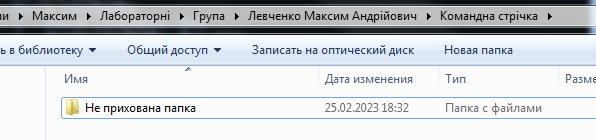 Максим ▸ Лабораторні ▸ Група ▸ Левченко Максим Андрійович ▸ Командна стрічка
ь в библиотеку Общий доступ Записать на оптический диск Новая папка
Имя Дата изменения Тип Разме
Не прихована папка 25.02.2023 18:32 Папка с файлами